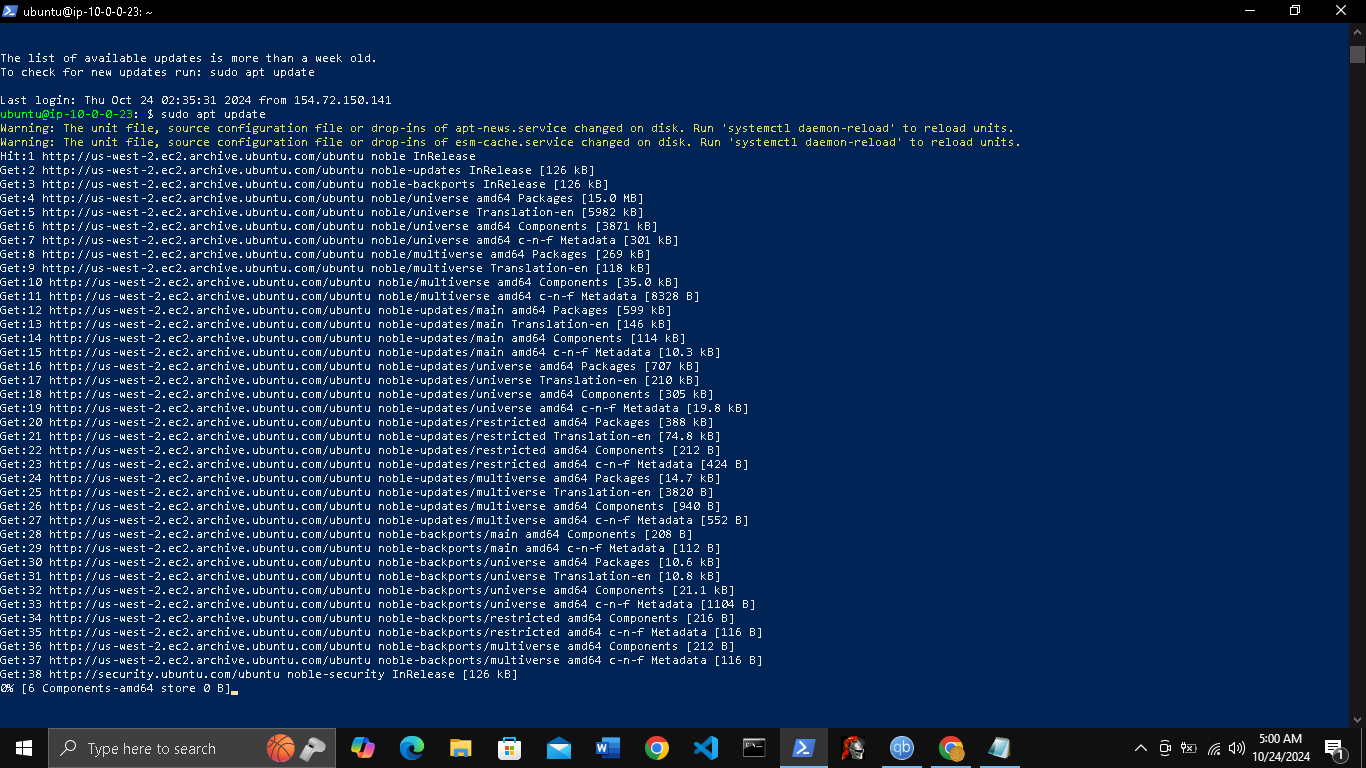 ubuntu@ip-10-0-0-23: ~
The list of available updates is more than a week old.
To check for new updates run: sudo apt update
Last login: Thu Oct 24 02:35:31 2024 from 154.72.150.141
ubuntu@ip-10-0-0-23: $ sudo apt update
Warning: The unit file, source configuration file or drop-ins of apt-news.service changed on disk. Run 'systemctl daemon-reload' to reload units.
Warning: The unit file, source configuration file or drop-ins of esm-cache.service changed on disk. Run 'systemctl daemon-reload' to reload units.
Hit:1 http://us-west-2.ec2.archive.ubuntu.com/ubuntu noble InRelease
Get:2 http://us-west-2.ec2.archive.ubuntu.com/ubuntu noble-updates InRelease [126 kB]
Get:3 http://us-west-2.ec2.archive.ubuntu.com/ubuntu noble-backports InRelease [126 kB]
Get:4 http://us-west-2.ec2.archive.ubuntu.com/ubuntu noble/universe amd64 Packages [15.0 MB]
Get:5 http://us-west-2.ec2.archive.ubuntu.com/ubuntu noble/universe Translation-en [5982 kB]
Get:6 http://us-west-2.ec2.archive.ubuntu.com/ubuntu noble/universe amd64 Components [3871 kB]
Get:7 http://us-west-2.ec2.archive.ubuntu.com/ubuntu noble/universe amd64 c-n-f Metadata [301 kB]
Get:8 http://us-west-2.ec2.archive.ubuntu.com/ubuntu noble/multiverse amd64 Packages [269 kB]
Get:9 http://us-west-2.ec2.archive.ubuntu.com/ubuntu noble/multiverse Translation-en [118 kB]
Get:10 http://us-west-2.ec2.archive.ubuntu.com/ubuntu noble/multiverse amd64 Components [35.0 kB]
Get:11 http://us-west-2.ec2.archive.ubuntu.com/ubuntu noble/multiverse amd64 c-n-f Metadata [8328 B]
Get:12 http://us-west-2.ec2.archive.ubuntu.com/ubuntu noble-updates/main amd64 Packages [599 kB]
Get:13 http://us-west-2.ec2.archive.ubuntu.com/ubuntu noble-updates/main Translation-en [146 kB]
Get:14 http://us-west-2.ec2.archive.ubuntu.com/ubuntu noble-updates/main amd64 Components [114 kB]
Get:15 http://us-west-2.ec2.archive.ubuntu.com/ubuntu noble-updates/main amd64 c-n-f Metadata [10.3 kB]
Get:16 http://us-west-2.ec2.archive.ubuntu.com/ubuntu noble-updates/universe amd64 Packages [707 kB]
Get:17 http://us-west-2.ec2.archive.ubuntu.com/ubuntu noble-updates/universe Translation-en [210 kB]
Get:18 http://us-west-2.ec2.archive.ubuntu.com/ubuntu noble-updates/universe amd64 Components [305 kB]
Get:19 http://us-west-2.ec2.archive.ubuntu.com/ubuntu noble-updates/universe amd64 c-n-f Metadata [19.8 kB]
Get:20 http://us-west-2.ec2.archive.ubuntu.com/ubuntu noble-updates/restricted amd64 Packages [388 kB]
Get:21 http://us-west-2.ec2.archive.ubuntu.com/ubuntu noble-updates/restricted Translation-en [74.8 kB]
Get:22 http://us-west-2.ec2.archive.ubuntu.com/ubuntu noble-updates/restricted amd64 Components [212 B]
Get:23 http://us-west-2.ec2.archive.ubuntu.com/ubuntu noble-updates/restricted amd64 c-n-f Metadata [424 B]
Get:24 http://us-west-2.ec2.archive.ubuntu.com/ubuntu noble-updates/multiverse amd64 Packages [14.7 kB]
Get:25 http://us-west-2.ec2.archive.ubuntu.com/ubuntu noble-updates/multiverse Translation-en [3820 B]
Get:26 http://us-west-2.ec2.archive.ubuntu.com/ubuntu noble-updates/multiverse amd64 Components [940 B]
Get:27 http://us-west-2.ec2.archive.ubuntu.com/ubuntu noble-updates/multiverse amd64 c-n-f Metadata [552 B]
Get:28 http://us-west-2.ec2.archive.ubuntu.com/ubuntu noble-backports/main amd64 Components [208 B]
Get:29 http://us-west-2.ec2.archive.ubuntu.com/ubuntu noble-backports/main amd64 c-n-f Metadata [112 B]
Get:30 http://us-west-2.ec2.archive.ubuntu.com/ubuntu noble-backports/universe amd64 Packages [10.6 kB]
Get:31 http://us-west-2.ec2.archive.ubuntu.com/ubuntu noble-backports/universe Translation-en [10.8 kB]
Get:32 http://us-west-2.ec2.archive.ubuntu.com/ubuntu noble-backports/universe amd64 Components [21.1 kB]
Get:33 http://us-west-2.ec2.archive.ubuntu.com/ubuntu noble-backports/universe amd64 c-n-f Metadata [1104 B]
Get:34 http://us-west-2.ec2.archive.ubuntu.com/ubuntu noble-backports/restricted amd64 Components [216 B]
Get:35 http://us-west-2.ec2.archive.ubuntu.com/ubuntu noble-backports/restricted amd64 c-n-f Metadata [116 B]
Get:36 http://us-west-2.ec2.archive.ubuntu.com/ubuntu noble-backports/multiverse amd64 Components [212 B]
Get:37 http://us-west-2.ec2.archive.ubuntu.com/ubuntu noble-backports/multiverse amd64 c-n-f Metadata [116 B]
Get:38 http://security.ubuntu.com/ubuntu noble-security InRelease [126 kB]
0% [6 Components-amd64 store 0 B]
Type here to search
qb
5:00 AM
10/24/2024
1